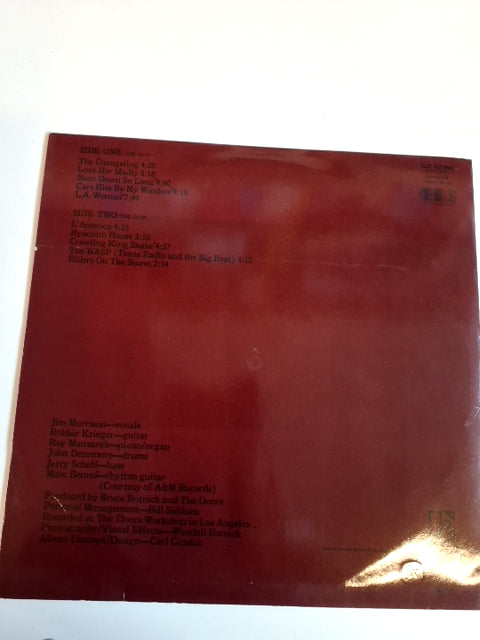 SIDE ONE TIME
The Changeling 4:20
Love Her Madly 3:18
Been Down So Long 4:40
Cars Hiss By My Window 4:10
L.A. Woman 7:49
SIDE TWO TIME
L'America 4:35
Hyacinth House 3:10
Crawling King Snake 4:57
The WASP (Texas Radio and the Big Beat) 4:12
Riders On The Storm 7:14
Jim Morrison—vocals
Robbie Krieger—guitar
Ray Manzarek—piano/organ
John Densmore—drums
Jerry Scheff—bass
Marc Benno—rhythm guitar
(Courtesy of A&M Records)
Produced by Bruce Botnick and The Doors
Personal Management—Bill Siddons
Recorded at The Doors Workshop in Los Angeles...
Photography/Visual Effects—Wendell Hamick
Album Concept/Design—Carl Cossick